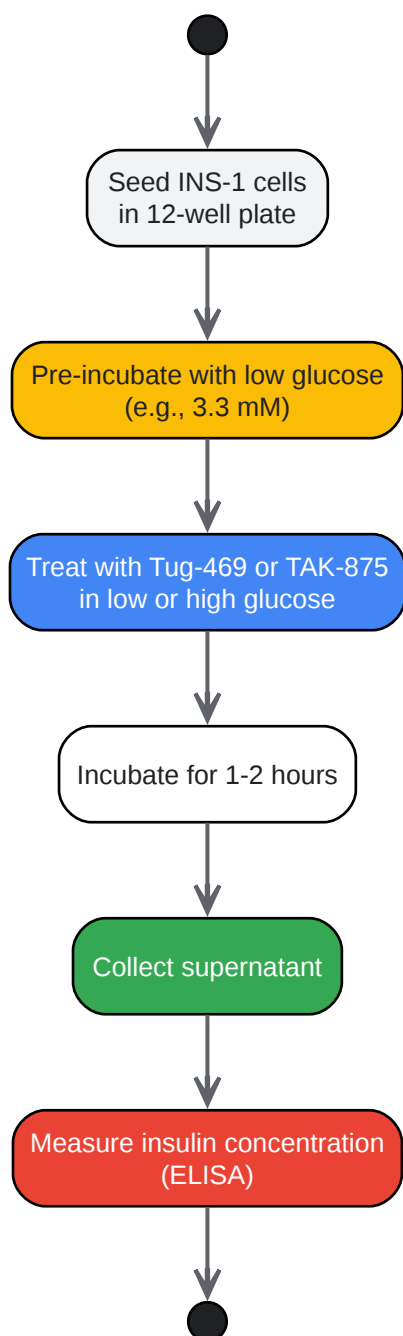 Seed INS-1 cells
in 12-well plate
Pre-incubate with low glucose
(e.g., 3.3 mM)
Treat with Tug-469 or TAK-875
in low or high glucose
Incubate for 1-2 hours
Collect supernatant
Measure insulin concentration
(ELISA)